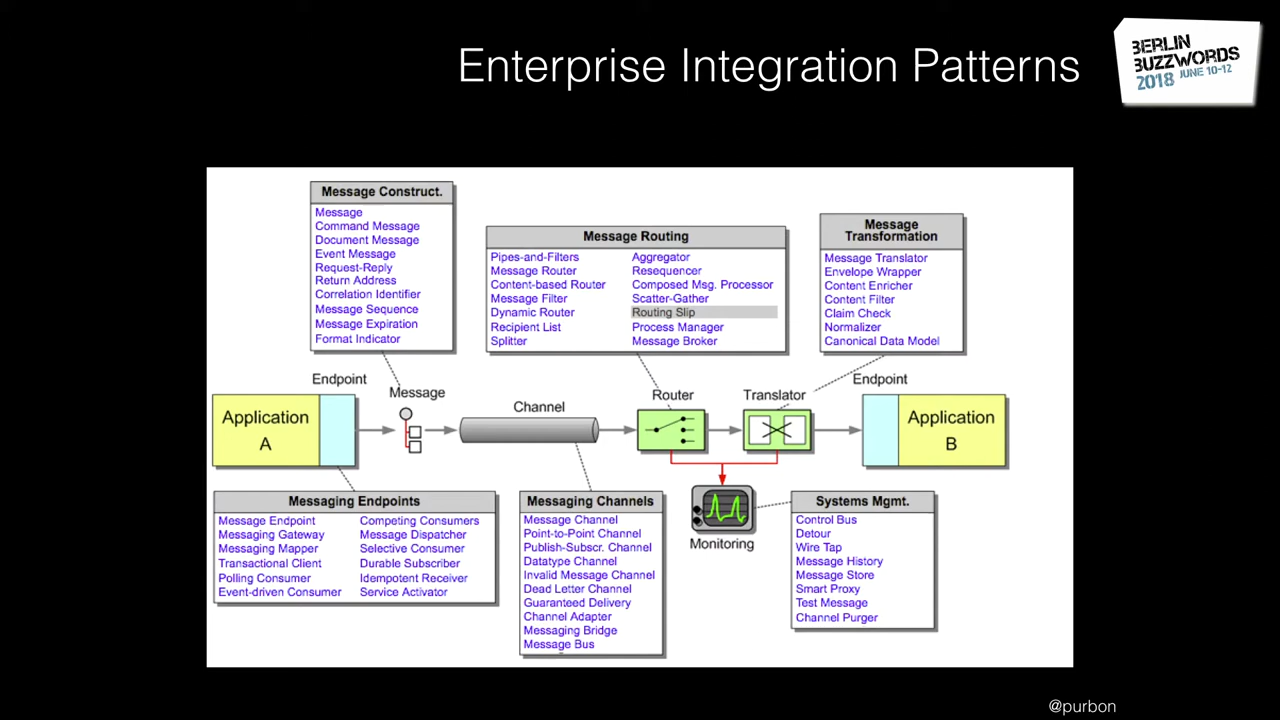 Enterprise Integration Patterns
BERLIN
BUZZWORDS
2018 JUNE 10-12
Message Construct.
Message
Command Message
Document Message
Event Message
Request-Reply
Return Address
Correlation Identifier
Message Sequence
Message Expiration
Format Indicator
Message Routing
Pipes-and-Filters
Message Router
Content-based Router
Message Filter
Dynamic Router
Recipient List
Splitter
Aggregator
Resequencer
Composed Msg. Processor
Scatter-Gather
Routing Slip
Process Manager
Message Broker
Message
Transformation
Message Translator
Envelope Wrapper
Content Enricher
Content Filter
Claim Check
Normalizer
Canonical Data Model
Endpoint
Message
Channel
Router
Translator
Endpoint
Application
A
Application
B
Messaging Endpoints
Message Endpoint
Messaging Gateway
Messaging Mapper
Transactional Client
Polling Consumer
Event-driven Consumer
Competing Consumers
Message Dispatcher
Selective Consumer
Durable Subscriber
Idempotent Receiver
Service Activator
Messaging Channels
Message Channel
Point-to-Point Channel
Publish-Subscr. Channel
Datatype Channel
Invalid Message Channel
Dead Letter Channel
Guaranteed Delivery
Channel Adapter
Messaging Bridge
Message Bus
Monitoring
Systems Mgmt.
Control Bus
Detour
Wire Tap
Message History
Message Store
Smart Proxy
Test Message
Channel Purger
@purbon